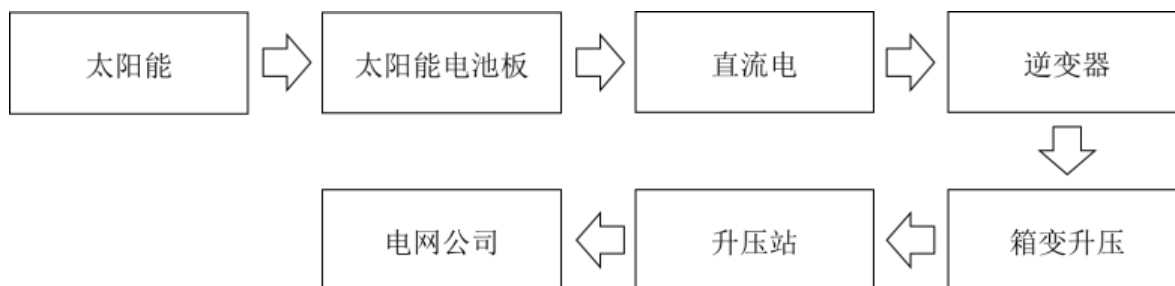 太阳能
太阳能电池板
直流电
逆变器
箱变升压
升压站
电网公司